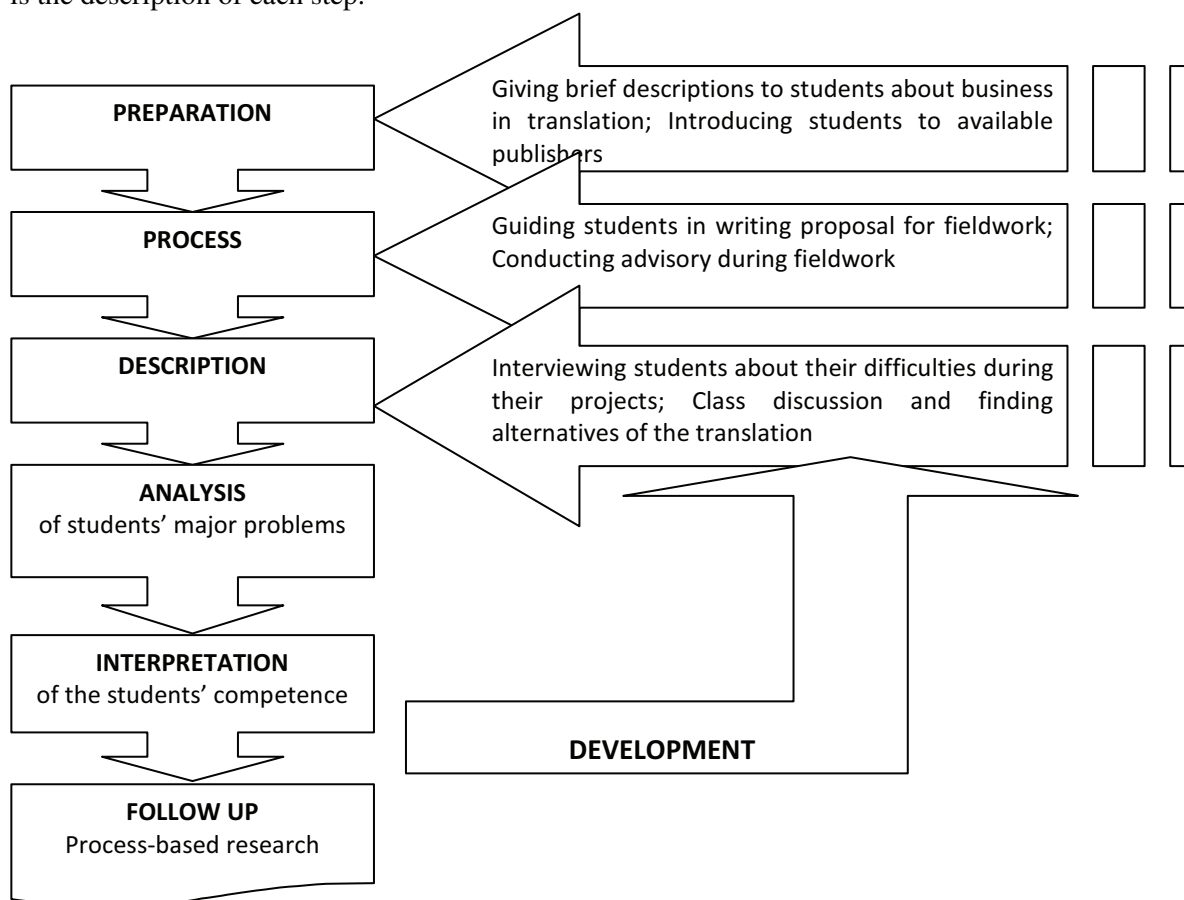 is the description of each step.
PREPARATION
Giving brief descriptions to students about business
in translation; Introducing students to available
publishers
PROCESS
Guiding students in writing proposal for fieldwork;
Conducting advisory during fieldwork
DESCRIPTION
Interviewing students about their difficulties during
their projects; Class discussion and finding
alternatives of the translation
ANALYSIS
of students’ major problems
INTERPRETATION
of the students’ competence
DEVELOPMENT
FOLLOW UP
Process-based research